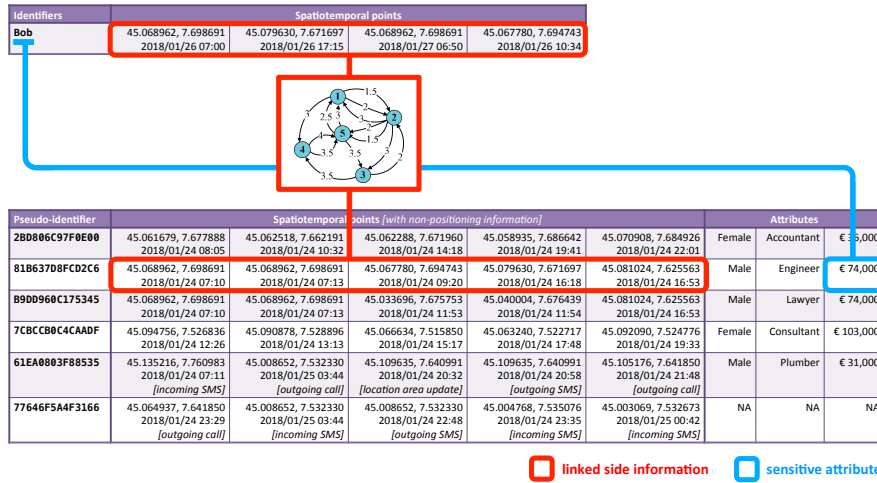 Identifiers Spatiotemporal points
Bob 45.068962, 7.698691 45.079630, 7.671697 45.068962, 7.698691 45.067780, 7.694743
2018/01/26 07:00 2018/01/26 17:15 2018/01/27 06:50 2018/01/26 10:34
1 1.5
2
3 2.5 3 3 2
2
5 1.5
4 4
3.5 3.5 3 2
3.5 3
Pseudo-identifier Spatiotemporal points [with non-positioning information] Attributes
2BD806C97F0E00 45.061679, 7.677888 45.062518, 7.662191 45.062288, 7.671960 45.058935, 7.686642 45.070908, 7.684926 Female Accountant
2018/01/24 08:05 2018/01/24 10:32 2018/01/24 14:18 2018/01/24 19:41 2018/01/24 22:01
81B637D8FCD2C6 45.068962, 7.698691 45.068962, 7.698691 45.067780, 7.694743 45.079630, 7.671697 45.081024, 7.625563 Male Engineer € 74,000
2018/01/24 07:10 2018/01/24 07:13 2018/01/24 09:20 2018/01/24 16:18 2018/01/24 16:53
B9DD960C175345 45.068962, 7.698691 45.068962, 7.698691 45.033696, 7.675753 45.040004, 7.676439 45.081024, 7.625563 Male Lawyer € 74,000
2018/01/24 07:10 2018/01/24 07:13 2018/01/24 11:53 2018/01/24 11:54 2018/01/24 16:53
7CBCCB0C4CAADF 45.094756, 7.526836 45.090878, 7.528896 45.066634, 7.515850 45.063240, 7.522717 45.092090, 7.524776 Female Consultant € 103,000
2018/01/24 12:26 2018/01/24 13:13 2018/01/24 15:17 2018/01/24 17:48 2018/01/24 19:33
61EA0803F88535 45.135216, 7.760983 45.008652, 7.532330 45.109635, 7.640991 45.109635, 7.640991 45.105176, 7.641850 Male Plumber € 31,000
2018/01/24 07:11 2018/01/25 03:44 2018/01/24 20:32 2018/01/24 20:58 2018/01/24 21:48
[incoming SMS] [outgoing call] [location area update] [outgoing SMS] [outgoing call]
77646F5A4F3166 45.064937, 7.641850 45.008652, 7.532330 45.008652, 7.532330 45.004768, 7.535076 45.003069, 7.532673 NA NA NA
2018/01/24 23:29 2018/01/25 03:44 2018/01/24 22:48 2018/01/24 23:35 2018/01/25 00:42
[outgoing call] [incoming SMS] [outgoing SMS] [incoming SMS] [incoming SMS]
linked side information sensitive attribute